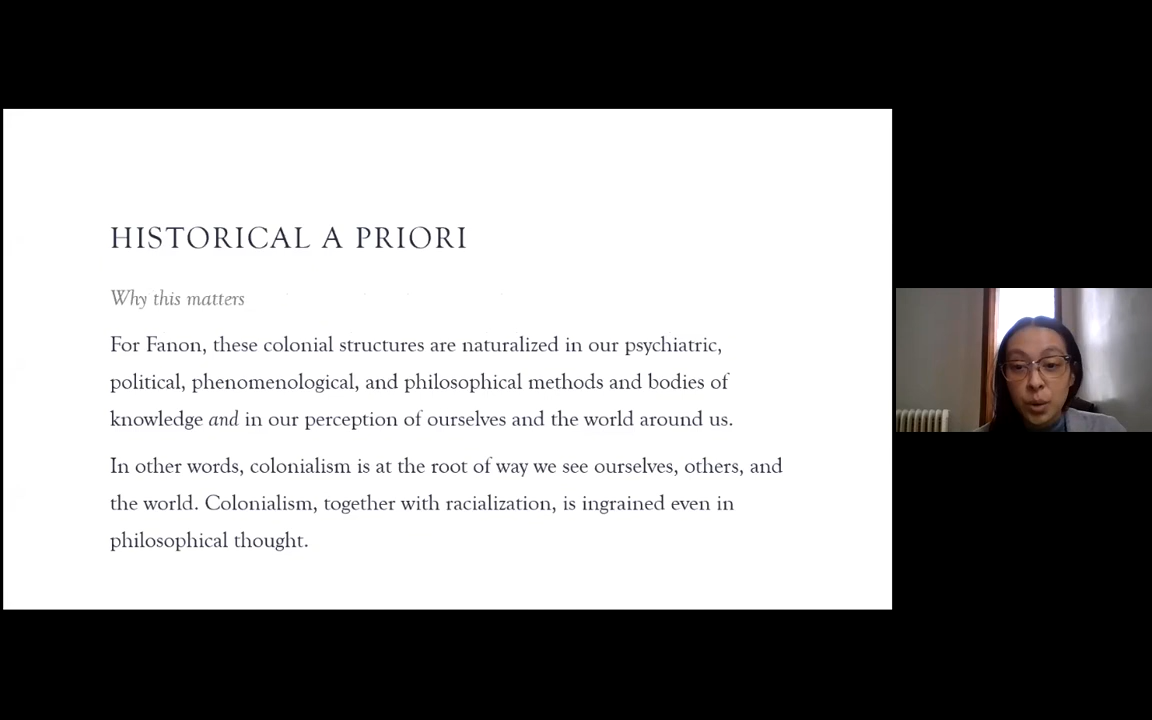 HISTORICAL A PRIORI
Why this matters
For Fanon, these colonial structures are naturalized in our psychiatric,
political, phenomenological, and philosophical methods and bodies of
knowledge and in our perception of ourselves and the world around us.
In other words, colonialism is at the root of way we see ourselves, others, and
the world. Colonialism, together with racialization, is ingrained even in
philosophical thought.